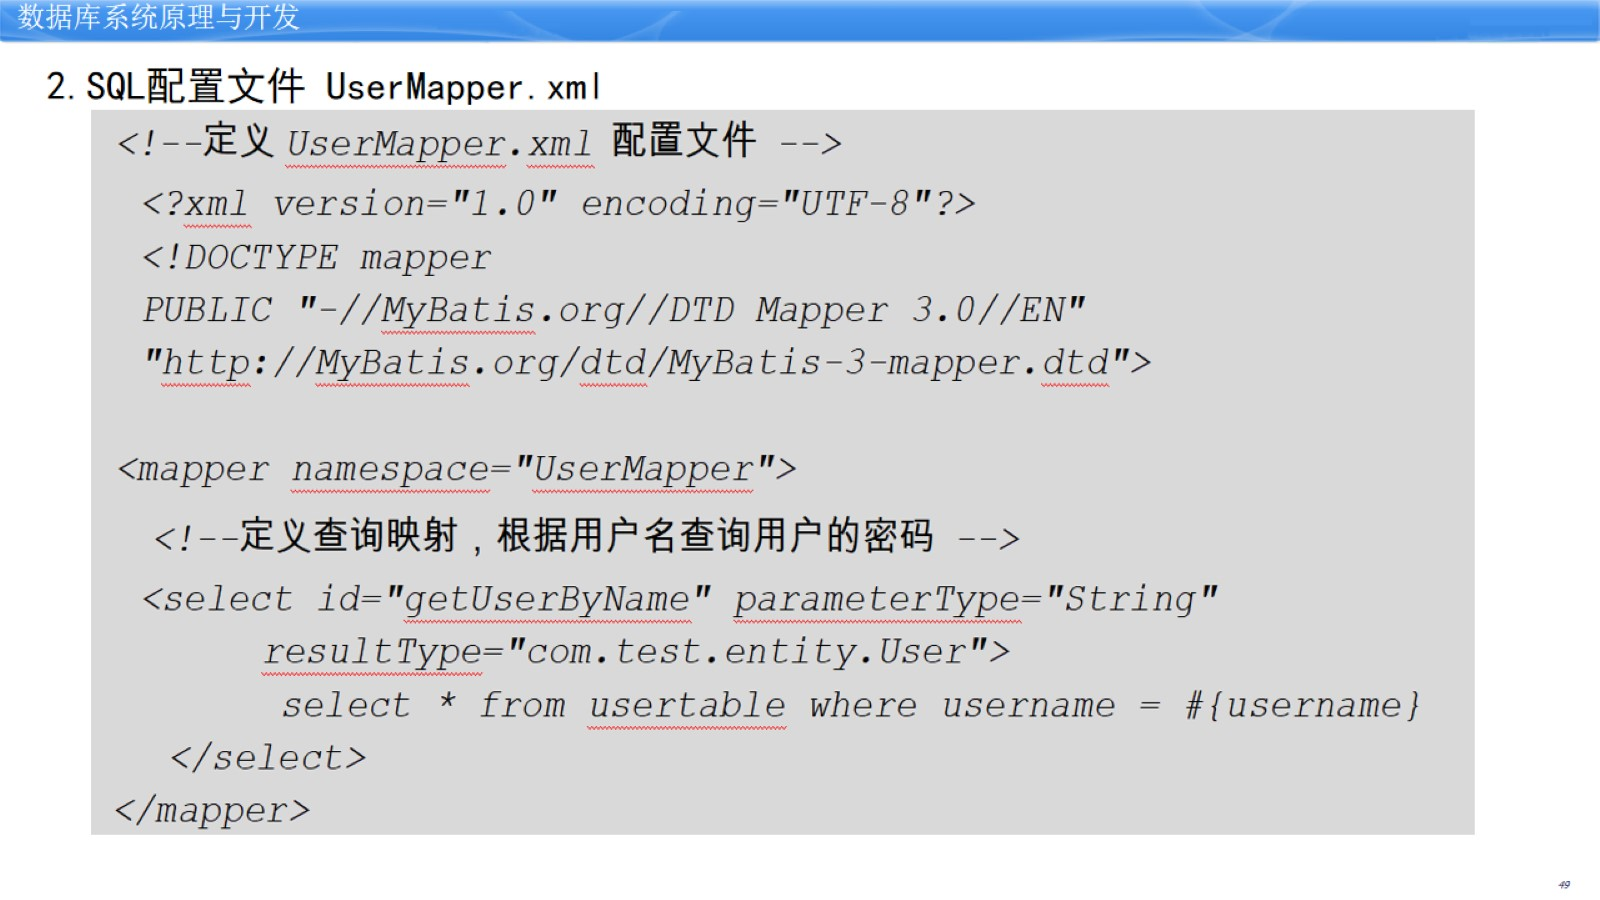 数据库系统原理与开发
2.SQL配置文件 UserMapper.xml
<!--定义 UserMapper.xml 配置文件 -->
<?xml version="1.0" encoding="UTF-8"?>
<!DOCTYPE mapper
PUBLIC "-//MyBatis.org//DTD Mapper 3.0//EN"
"http://MyBatis.org/dtd/MyBatis-3-mapper.dtd">
<mapper namespace="UserMapper">
<!--定义查询映射，根据用户名查询用户的密码 -->
<select id="getUserByName" parameterType="String"
resultType="com.test.entity.User">
select * from usertable where username = #{username}
</select>
</mapper>
49